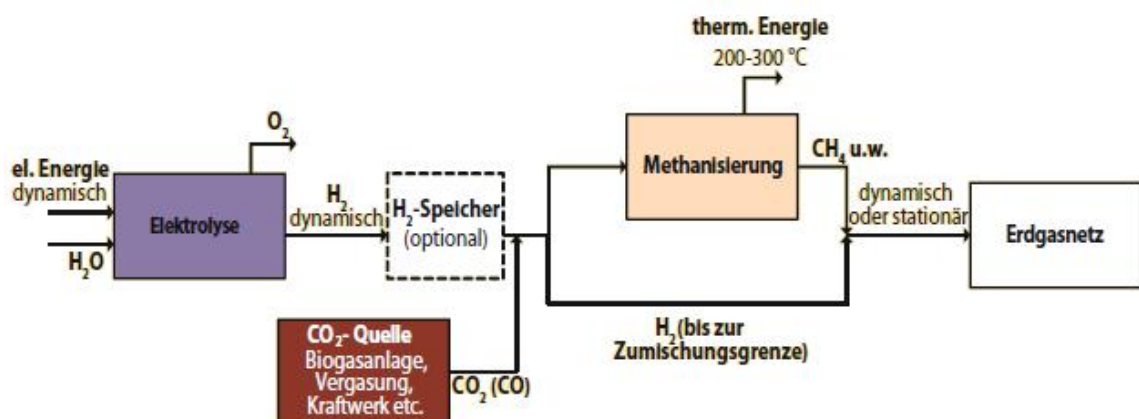 therm. Energie
200-300 °C
O₂
el. Energie
dynamisch
Elektrolyse
H₂O
H₂
dynamisch
H₂-Speicher
(optional)
Methanisierung
CH₄ u.w.
dynamisch
oder stationär
Erdgasnetz
CO₂- Quelle
Biogasanlage,
Vergasung,
Kraftwerk etc.
CO₂ (CO)
H₂ (bis zur
Zumischungsgrenze)